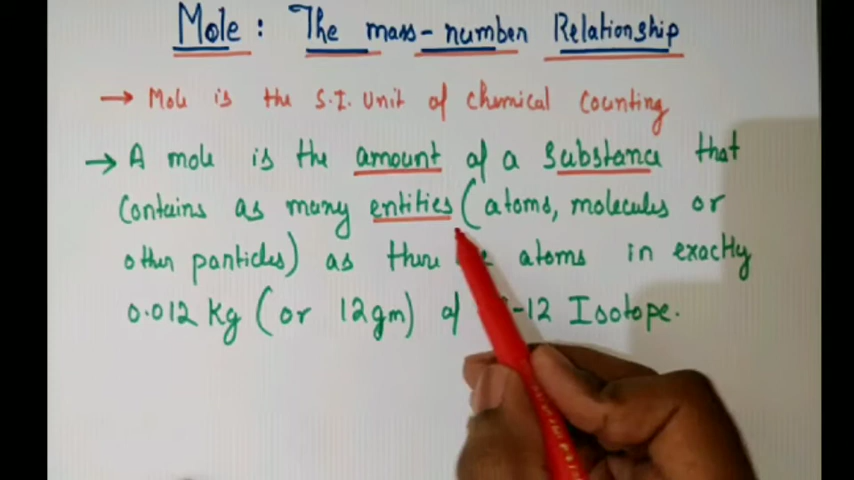 Mole : The mass-number Relationship
→ Mole is the S.I. Unit of chemical counting
→ A mole is the amount of a Substance that
Contains as many entities (atoms, molecules or
other particles) as there atoms in exactly
0.012 Kg (or 12gm) of -12 Isotope.